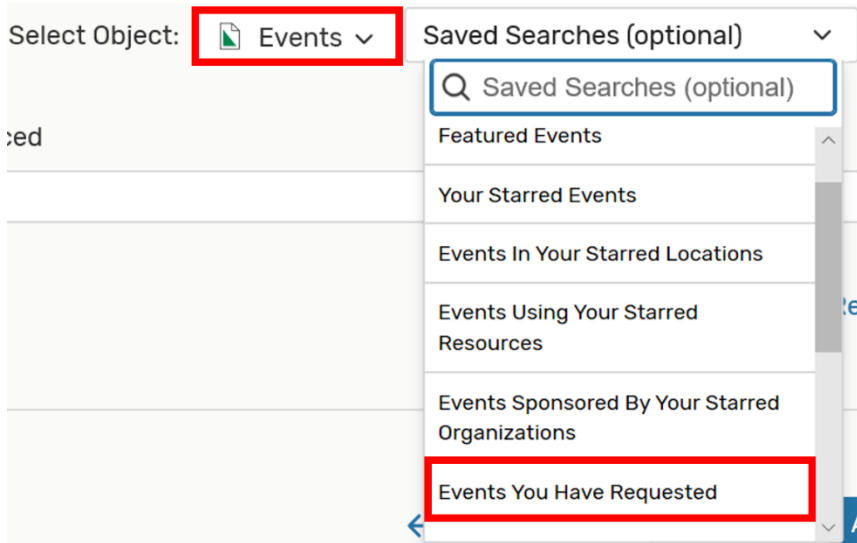 Select Object: Events Saved Searches (optional)
Saved Searches (optional)
ced
Featured Events
Your Starred Events
Events In Your Starred Locations
Events Using Your Starred
Resources
Events Sponsored By Your Starred
Organizations
Events You Have Requested